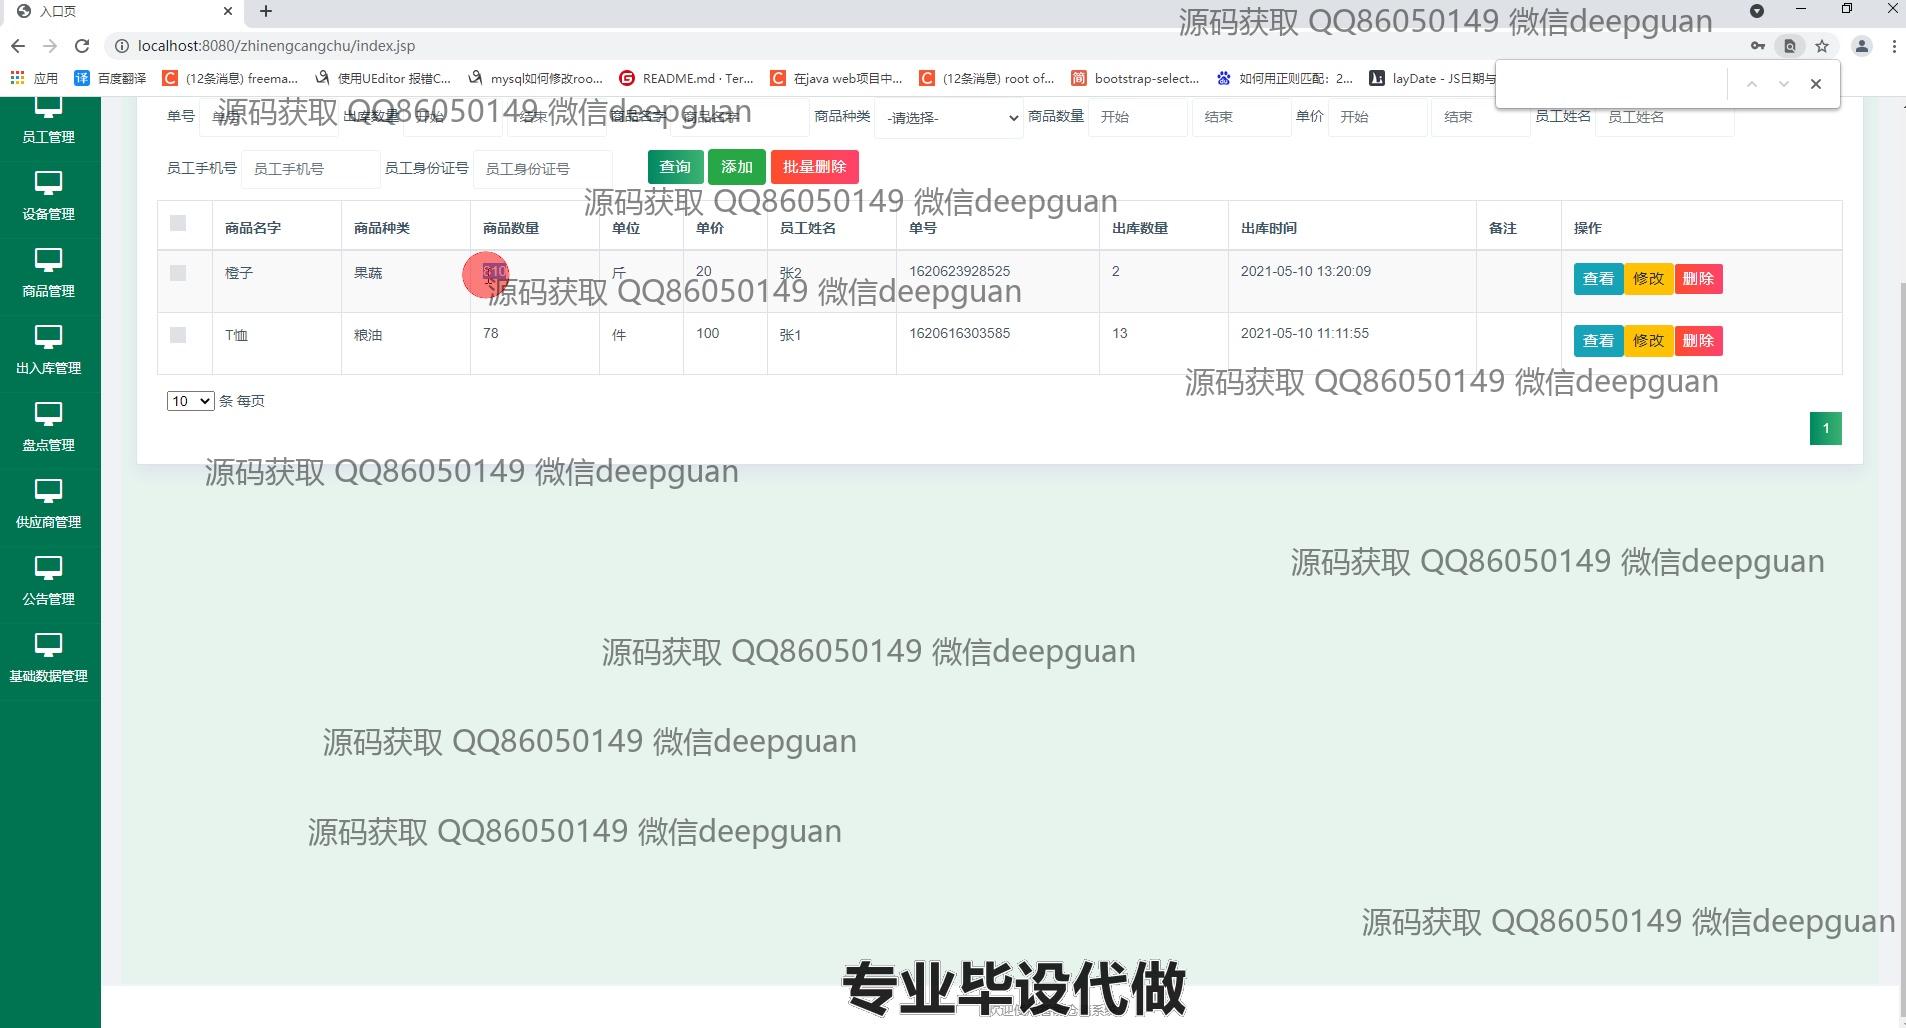 入口页
源码获取 QQ86050149 微信deepguan
localhost:8080/zhinengcangchu/index.jsp
应用 百度翻译 (12条消息) freema... 使用UEditor 报错C... mysql如何修改roo... README.md · Ter... 在java web项目中... (12条消息) root of... bootstrap-select... 如何用正则匹配：2... layDate - JS日期与
单号 单号 出库数量 开始 结束 商品名字 商品名字 商品种类 -请选择- 商品数量 开始 结束 单价 开始 结束 员工姓名 员工姓名
源码获取 QQ86050149 微信deepguan
员工手机号 员工手机号 员工身份证号 员工身份证号 查询 添加 批量删除
源码获取 QQ86050149 微信deepguan
商品名字 商品种类 商品数量 单位 单价 员工姓名 单号 出库数量 出库时间 备注 操作
橙子 果蔬 810 斤 20 张2 1620623928525 2 2021-05-10 13:20:09 查看 修改 删除
源码获取 QQ86050149 微信deepguan
T恤 粮油 78 件 100 张1 1620616303585 13 2021-05-10 11:11:55 查看 修改 删除
源码获取 QQ86050149 微信deepguan
10 条 每页
1
员工管理
设备管理
商品管理
出入库管理
盘点管理
供应商管理
公告管理
基础数据管理
源码获取 QQ86050149 微信deepguan
源码获取 QQ86050149 微信deepguan
源码获取 QQ86050149 微信deepguan
源码获取 QQ86050149 微信deepguan
源码获取 QQ86050149 微信deepguan
源码获取 QQ86050149 微信deepguan
专业毕设代做